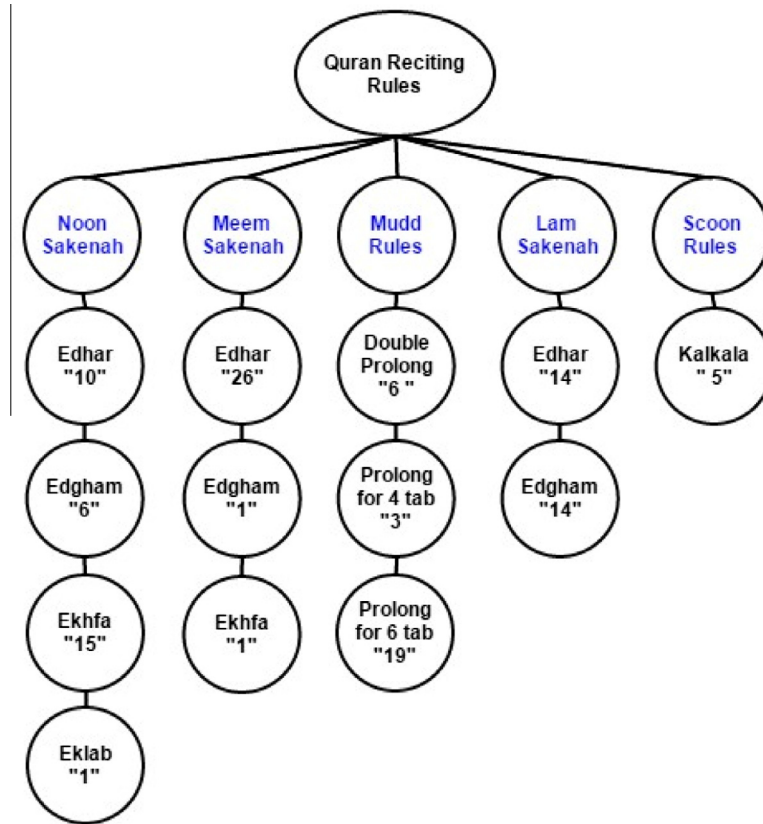 Quran Reciting
Rules
Noon
Sakenah
Meem
Sakenah
Mudd
Rules
Lam
Sakenah
Scoon
Rules
Edhar
"10"
Edhar
"26"
Double
Prolong
"6 "
Edhar
"14"
Kalkala
" 5"
Edgham
"6"
Edgham
"1"
Prolong
for 4 tab
"3"
Edgham
"14"
Ekhfa
"15"
Ekhfa
"1"
Prolong
for 6 tab
"19"
Eklab
"1"